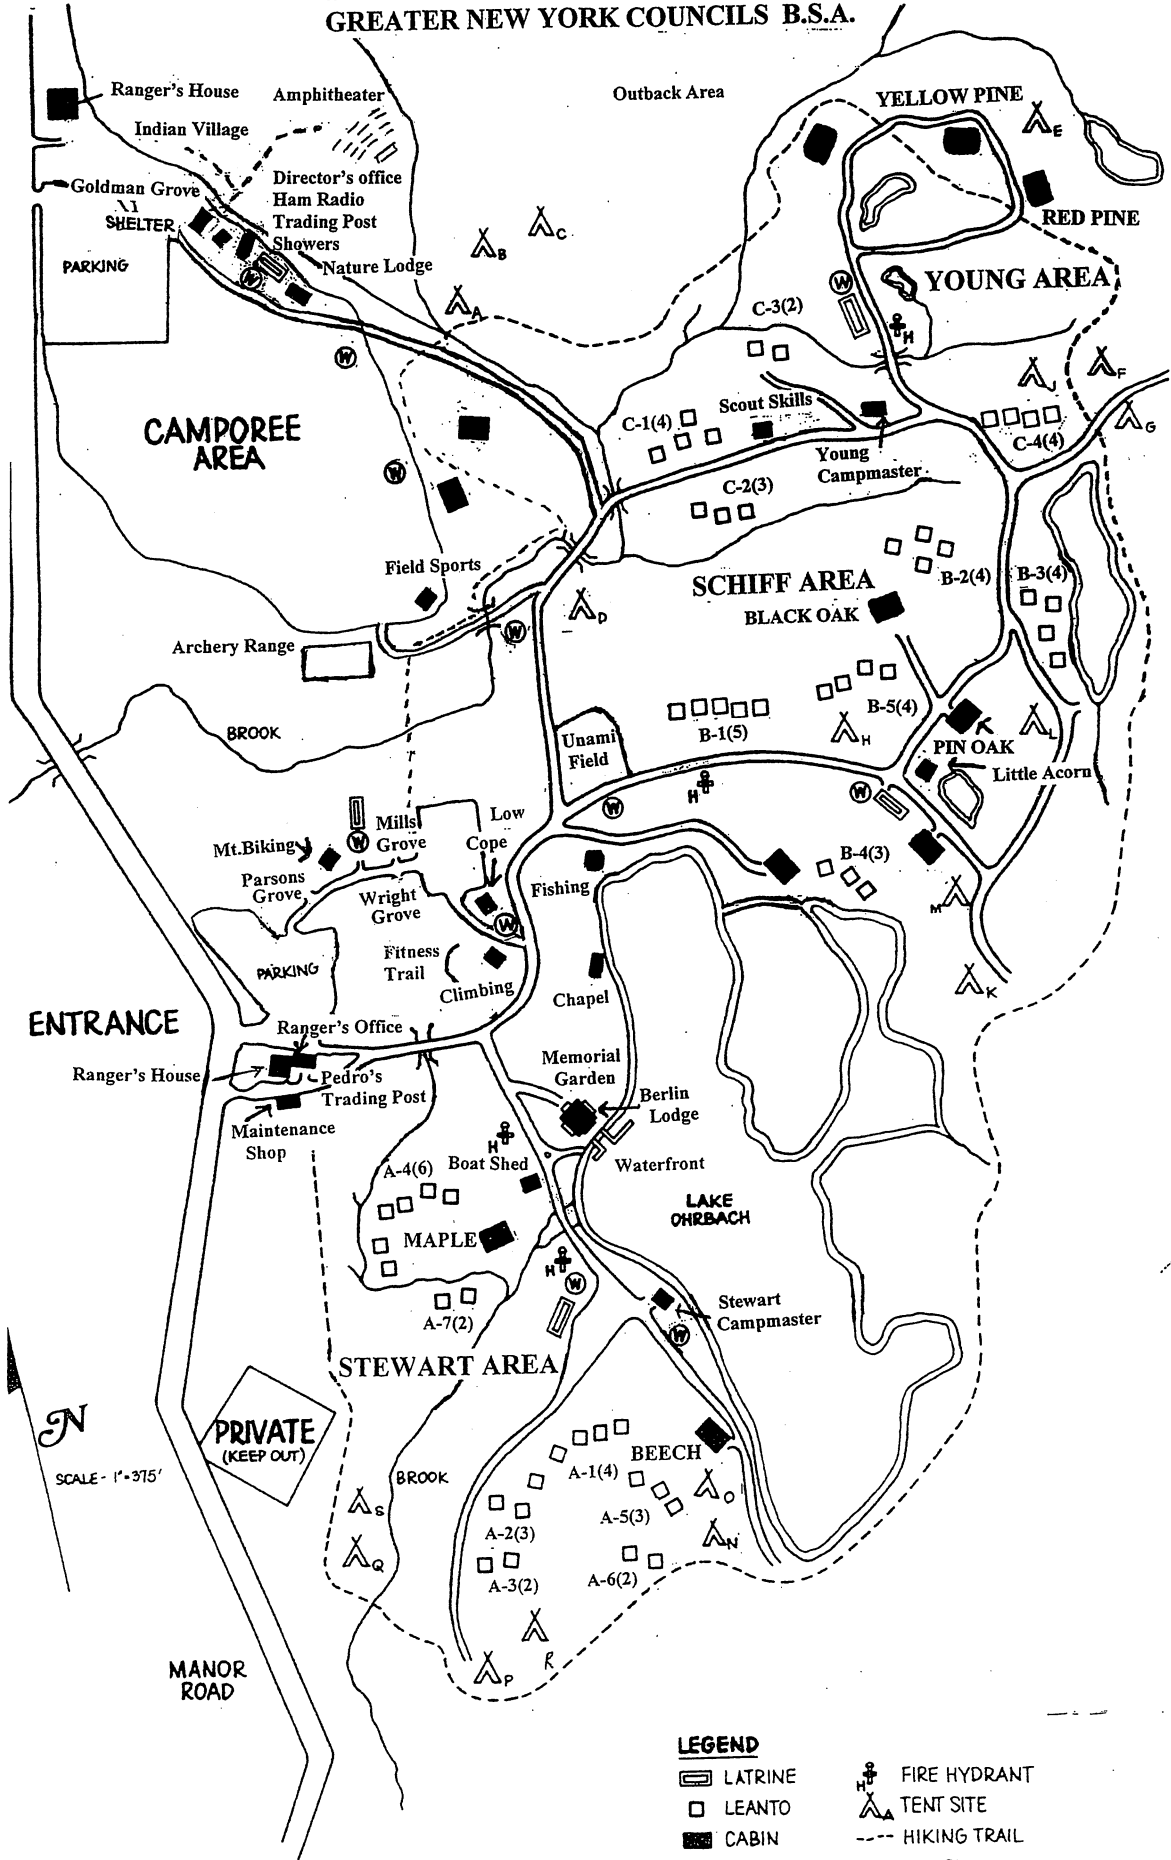 GREATER NEW YORK COUNCILS B.S.A.
Ranger's House
Amphitheater
Outback Area
YELLOW PINE
E
Indian Village
Goldman Grove
SHELTER
Director's office
Ham Radio
Trading Post
Showers
Nature Lodge
PARKING
W
RED PINE
B
C
A
YOUNG AREA
W
H
C-3(2)
W
CAMPOREE
AREA
W
C-1(4)
Scout Skills
Young
Campmaster
J
F
G
C-4(4)
C-2(3)
Field Sports
Archery Range
D
W
SCHIFF AREA
BLACK OAK
B-2(4)
B-3(4)
BROOK
Unami
Field
B-1(5)
B-5(4)
H
L
PIN OAK
Little Acorn
H
W
W
Mt.Biking
W
Mills
Grove
Low
Cope
Parsons
Grove
Wright
Grove
W
Fishing
B-4(3)
M
K
PARKING
Fitness
Trail
Climbing
Chapel
ENTRANCE
Ranger's Office
Ranger's House
Pedro's
Trading Post
Maintenance
Shop
Memorial
Garden
Berlin
Lodge
H
Boat Shed
Waterfront
A-4(6)
MAPLE
LAKE
OHRBACH
H
W
A-7(2)
Stewart
Campmaster
W
STEWART AREA
N
SCALE - 1"=375'
PRIVATE
(KEEP OUT)
BROOK
S
Q
BEECH
A-1(4)
O
A-5(3)
N
A-2(3)
A-3(2)
A-6(2)
R
P
MANOR
ROAD
LEGEND
LATRINE
LEANTO
CABIN
H FIRE HYDRANT
A TENT SITE
HIKING TRAIL